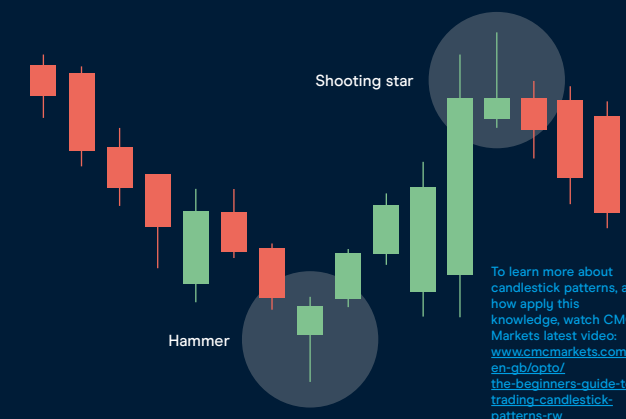 Shooting star
Hammer
To learn more about
candlestick patterns, a
how apply this
knowledge, watch CM
Markets latest video:
www.cmcmarkets.com
en-gb/opto/
the-beginners-guide-t
trading-candlestick-
patterns-rw